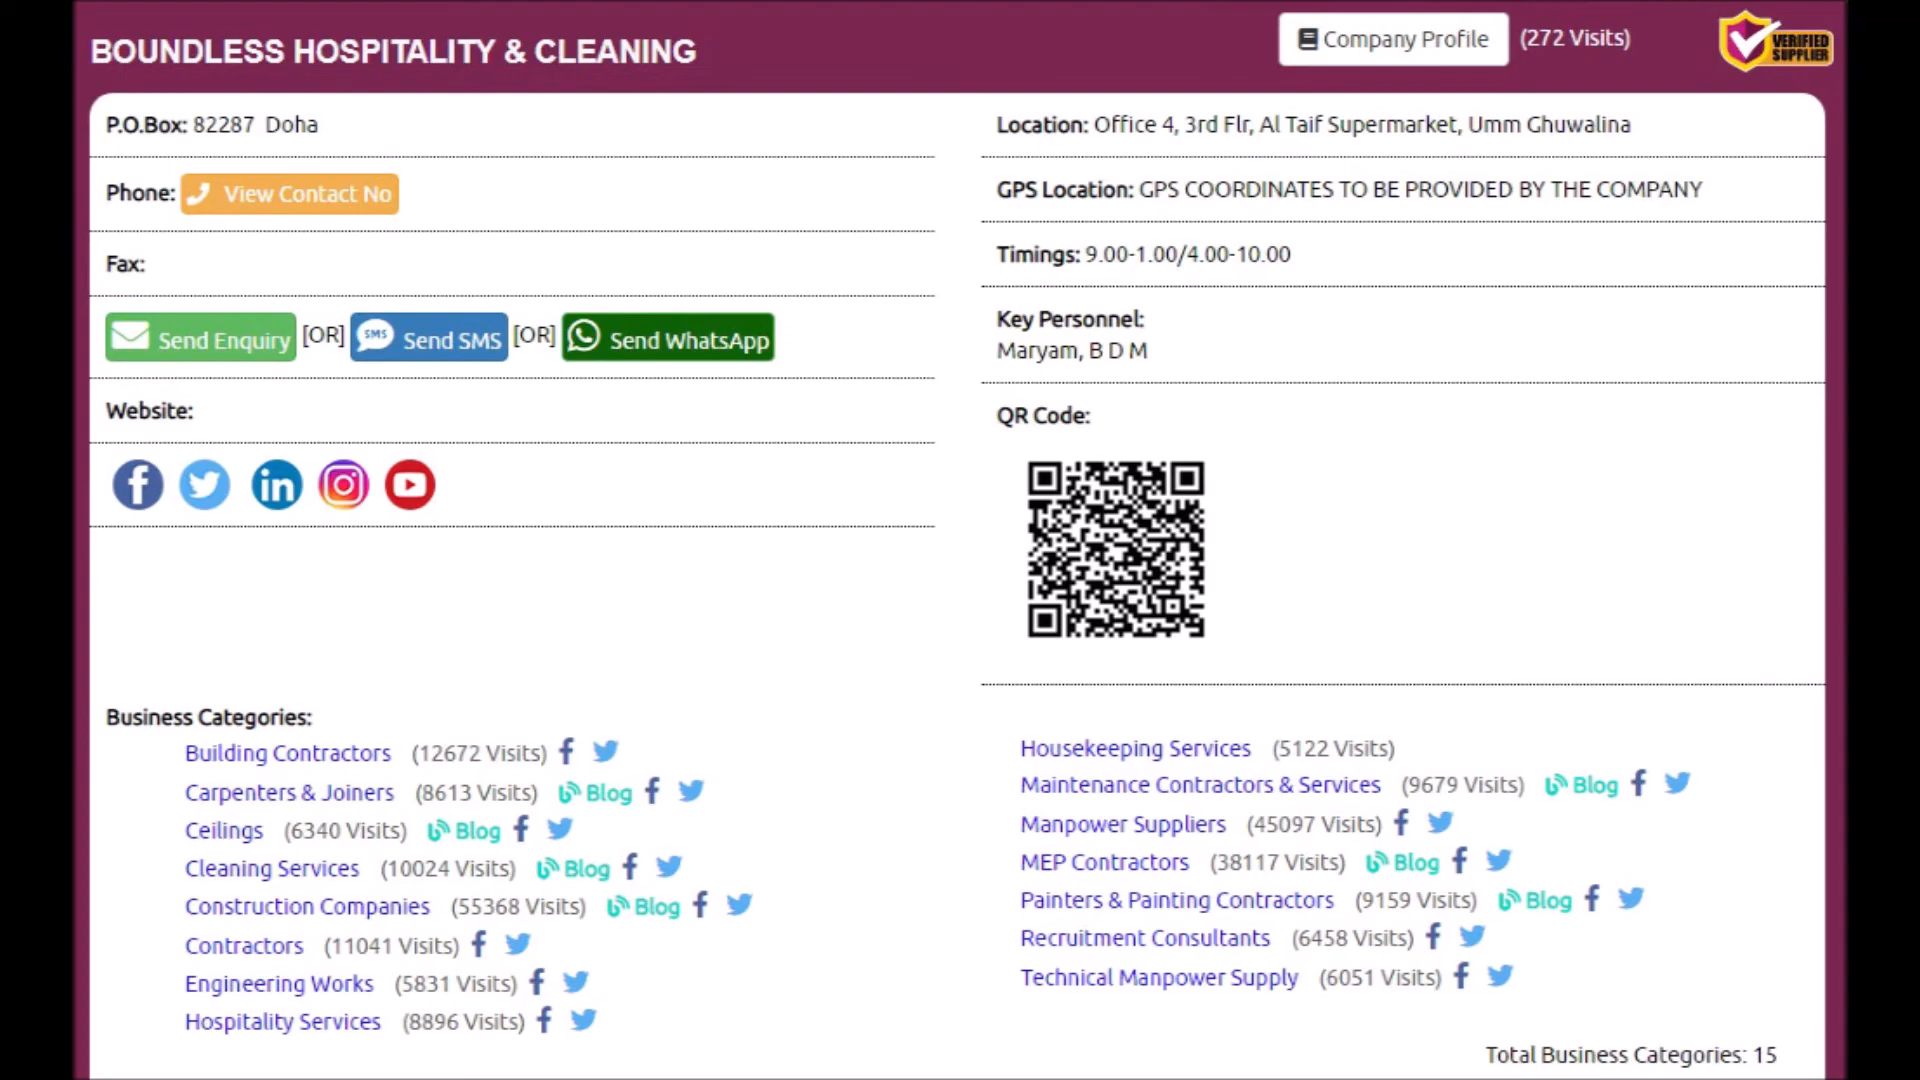 BOUNDLESS HOSPITALITY & CLEANING
Company Profile (272 Visits)
VERIFIED
SUPPLIER
P.O.Box: 82287 Doha
Phone: View Contact No
Fax:
Send Enquiry [OR] SMS Send SMS [OR] Send WhatsApp
Website:
Location: Office 4, 3rd Flr, Al Taif Supermarket, Umm Ghuwalina
GPS Location: GPS COORDINATES TO BE PROVIDED BY THE COMPANY
Timings: 9.00-1.00/4.00-10.00
Key Personnel:
Maryam, B D M
QR Code:
Business Categories:
Building Contractors (12672 Visits)
Carpenters & Joiners (8613 Visits) Blog
Ceilings (6340 Visits) Blog
Cleaning Services (10024 Visits) Blog
Construction Companies (55368 Visits) Blog
Contractors (11041 Visits)
Engineering Works (5831 Visits)
Hospitality Services (8896 Visits)
Housekeeping Services (5122 Visits)
Maintenance Contractors & Services (9679 Visits) Blog
Manpower Suppliers (45097 Visits)
MEP Contractors (38117 Visits) Blog
Painters & Painting Contractors (9159 Visits) Blog
Recruitment Consultants (6458 Visits)
Technical Manpower Supply (6051 Visits)
Total Business Categories: 15